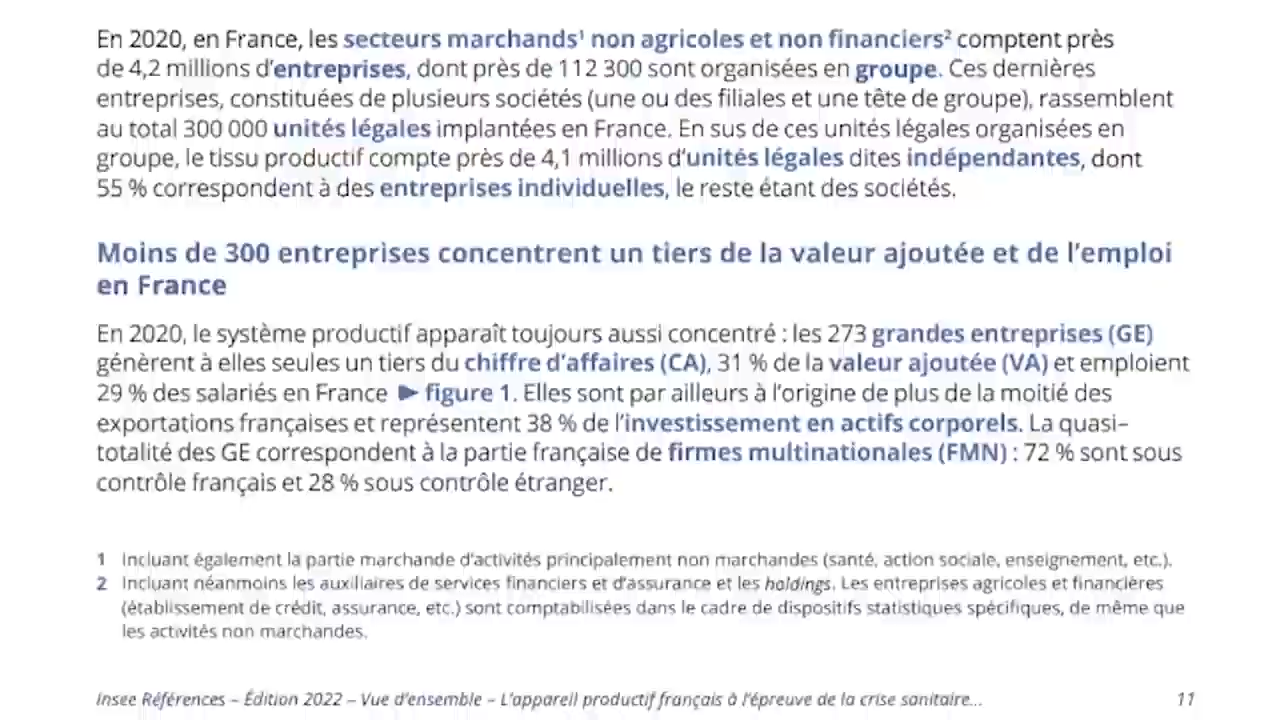 En 2020, en France, les secteurs marchands¹ non agricoles et non financiers² comptent près
de 4,2 millions d'entreprises, dont près de 112 300 sont organisées en groupe. Ces dernières
entreprises, constituées de plusieurs sociétés (une ou des filiales et une tête de groupe), rassemblent
au total 300 000 unités légales implantées en France. En sus de ces unités légales organisées en
groupe, le tissu productif compte près de 4,1 millions d'unités légales dites indépendantes, dont
55 % correspondent à des entreprises individuelles, le reste étant des sociétés.
Moins de 300 entreprises concentrent un tiers de la valeur ajoutée et de l'emploi
en France
En 2020, le système productif apparaît toujours aussi concentré : les 273 grandes entreprises (GE)
génèrent à elles seules un tiers du chiffre d'affaires (CA), 31 % de la valeur ajoutée (VA) et emploient
29 % des salariés en France ► figure 1. Elles sont par ailleurs à l'origine de plus de la moitié des
exportations françaises et représentent 38 % de l'investissement en actifs corporels. La quasi–
totalité des GE correspondent à la partie française de firmes multinationales (FMN) : 72 % sont sous
contrôle français et 28 % sous contrôle étranger.
1 Incluant également la partie marchande d'activités principalement non marchandes (santé, action sociale, enseignement, etc.).
2 Incluant néanmoins les auxiliaires de services financiers et d'assurance et les holdings. Les entreprises agricoles et financières
(établissement de crédit, assurance, etc.) sont comptabilisées dans le cadre de dispositifs statistiques spécifiques, de même que
les activités non marchandes.
Insee Références – Édition 2022 – Vue d'ensemble – L'appareil productif français à l'épreuve de la crise sanitaire... 11